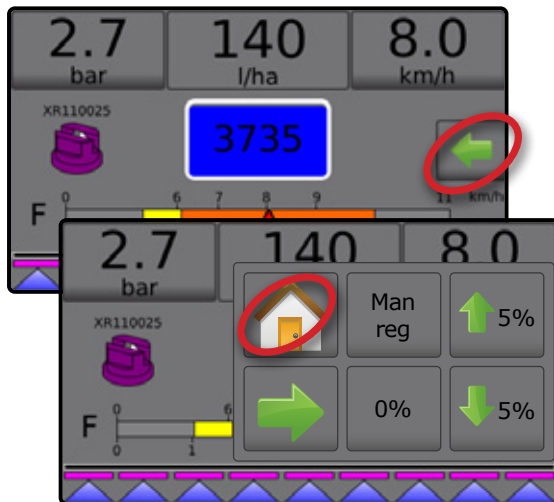 2.7 140 8.0
bar l/ha km/h
XR110025
3735
0 6 7 8 9 11 km/h
F
2.7 140 8.0
bar
XR110025
Man reg
5%
0 6
F
0 1
0%
5%